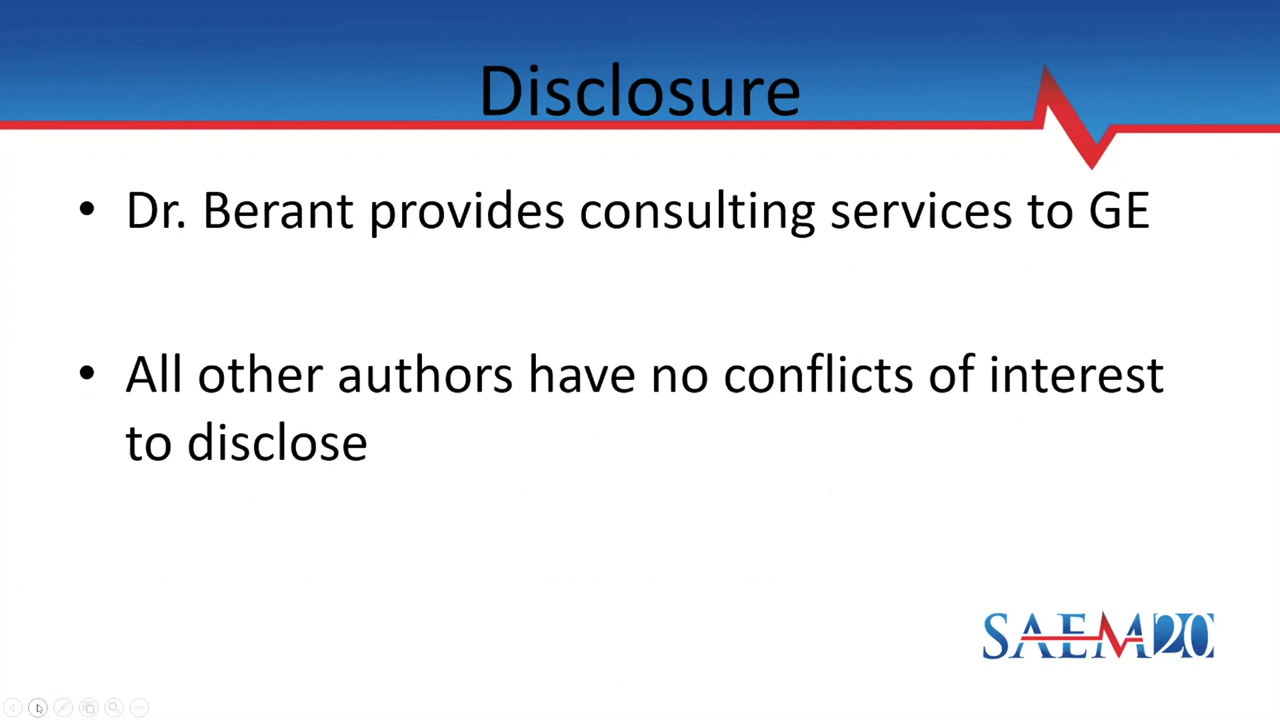 Disclosure
• Dr. Berant provides consulting services to GE
• All other authors have no conflicts of interest
to disclose
SAEM20